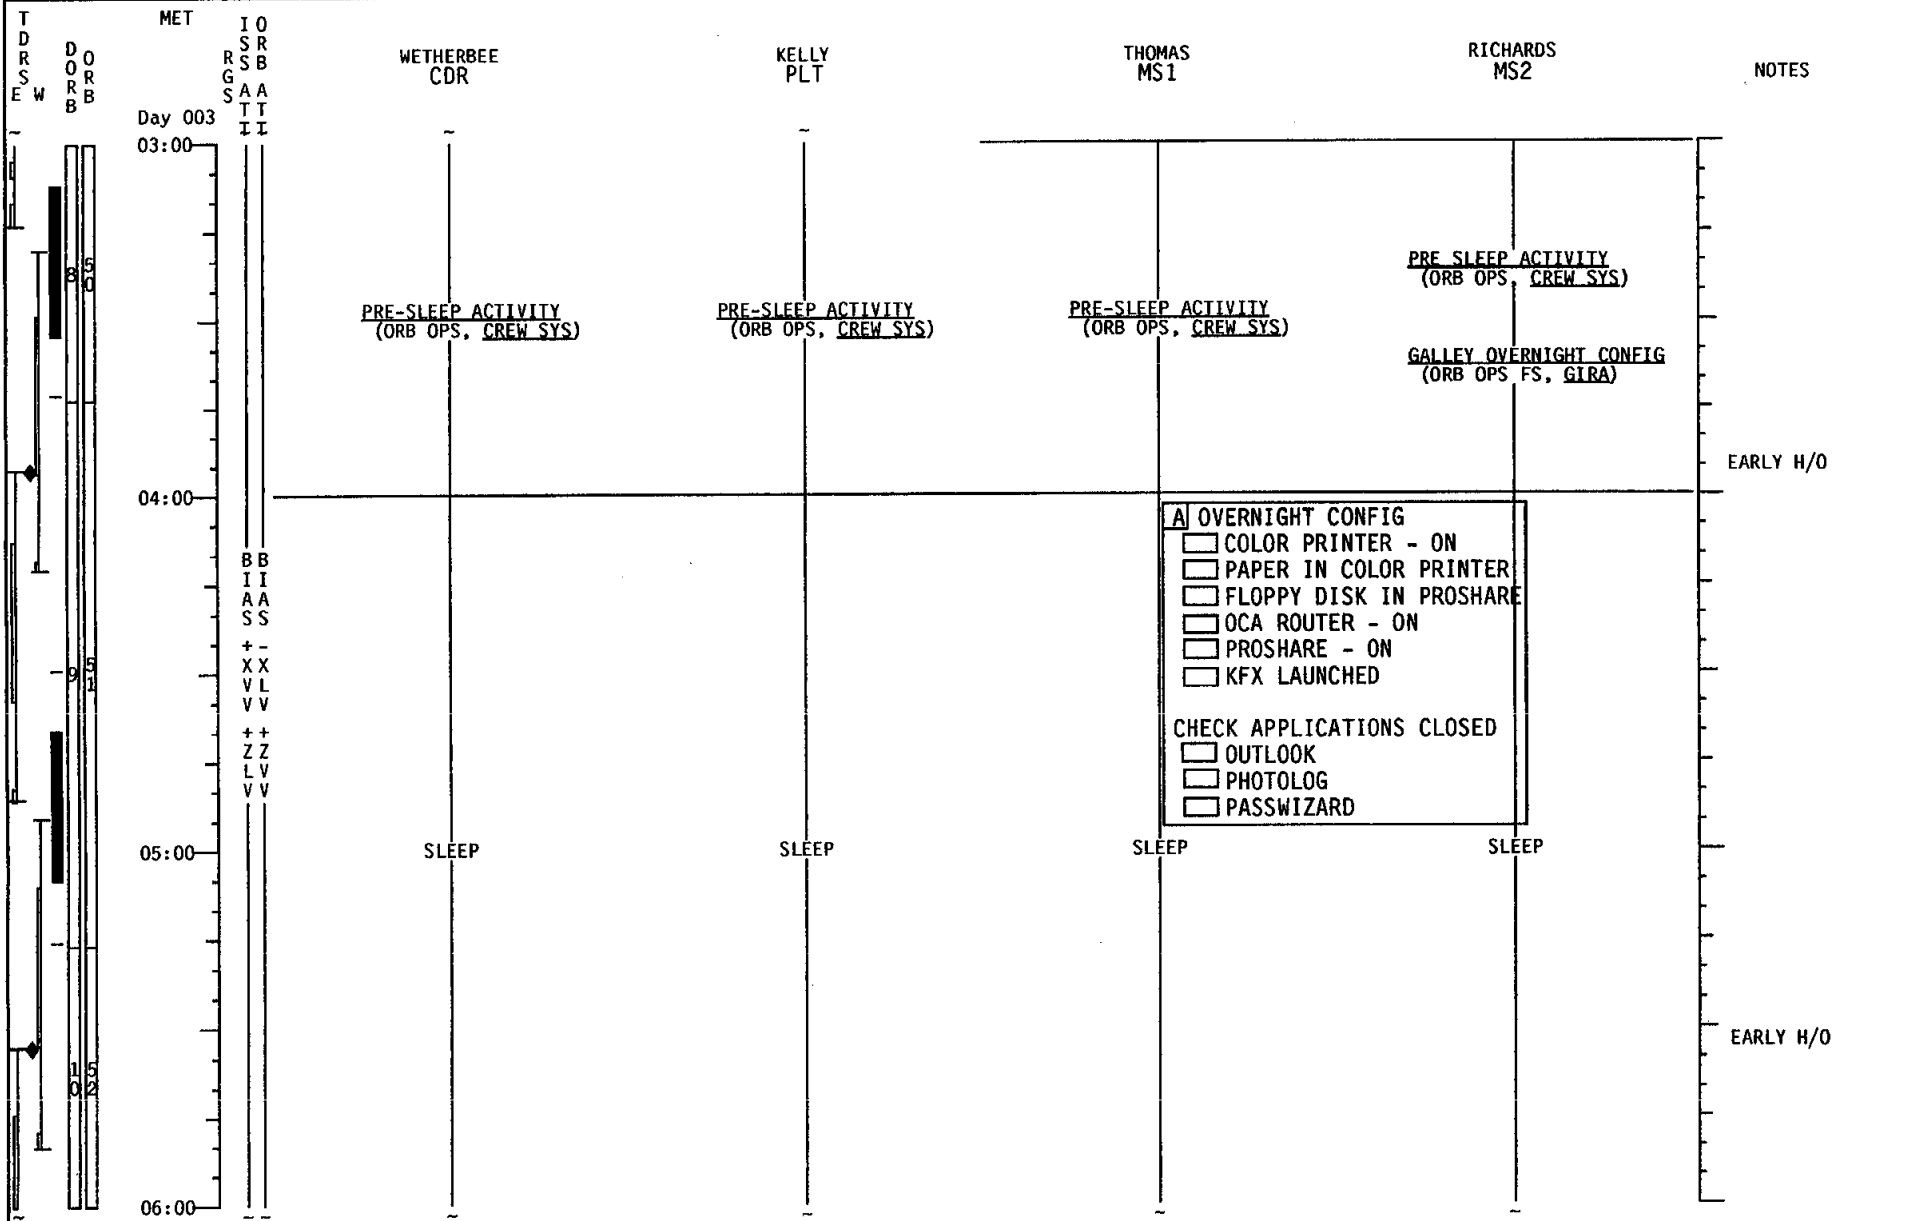 TDRS
E W
DORB
ORB
MET
Day 003
RGS
ISS ATT
ORB ATT
WETHERBEE
CDR
KELLY
PLT
THOMAS
MS1
RICHARDS
MS2
NOTES
~ ~ ~
03:00
8 50
PRE SLEEP ACTIVITY
(ORB OPS, CREW SYS)
PRE-SLEEP ACTIVITY
(ORB OPS, CREW SYS)
PRE-SLEEP ACTIVITY
(ORB OPS, CREW SYS)
PRE-SLEEP ACTIVITY
(ORB OPS, CREW SYS)
GALLEY OVERNIGHT CONFIG
(ORB OPS FS, GIRA)
EARLY H/O
04:00
A OVERNIGHT CONFIG
COLOR PRINTER - ON
PAPER IN COLOR PRINTER
FLOPPY DISK IN PROSHARE
OCA ROUTER - ON
PROSHARE - ON
KFX LAUNCHED
CHECK APPLICATIONS CLOSED
OUTLOOK
PHOTOLOG
PASSWIZARD
BIAS +XVV +ZLV
BIAS -XLV +ZVV
9 51
05:00
SLEEP SLEEP SLEEP SLEEP
EARLY H/O
10 52
06:00
~ ~ ~ ~ ~ ~ ~